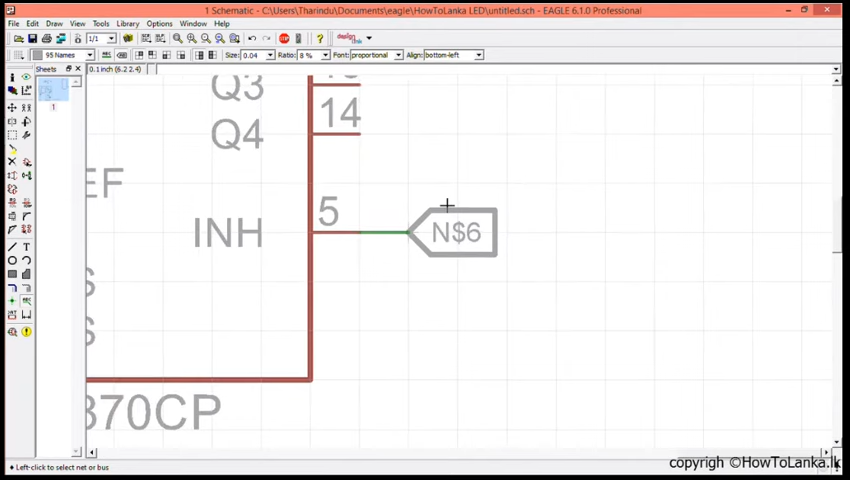 1 Schematic - C:\Users\Tharindu\Documents\eagle\HowToLanka LED\untitled.sch - EAGLE 6.1.0 Professional
File Edit Draw View Tools Library Options Window Help
1/1
design link
95 Names
Size: 0.04
Ratio: 8 %
Font: proportional
Align: bottom-left
Sheets
0.1 inch (6.2 2.4)
1
Q3
14
Q4
EF
5
INH
N$6
S
S
870CP
Left-click to select net or bus
copyrigh ©HowToLanka.lk